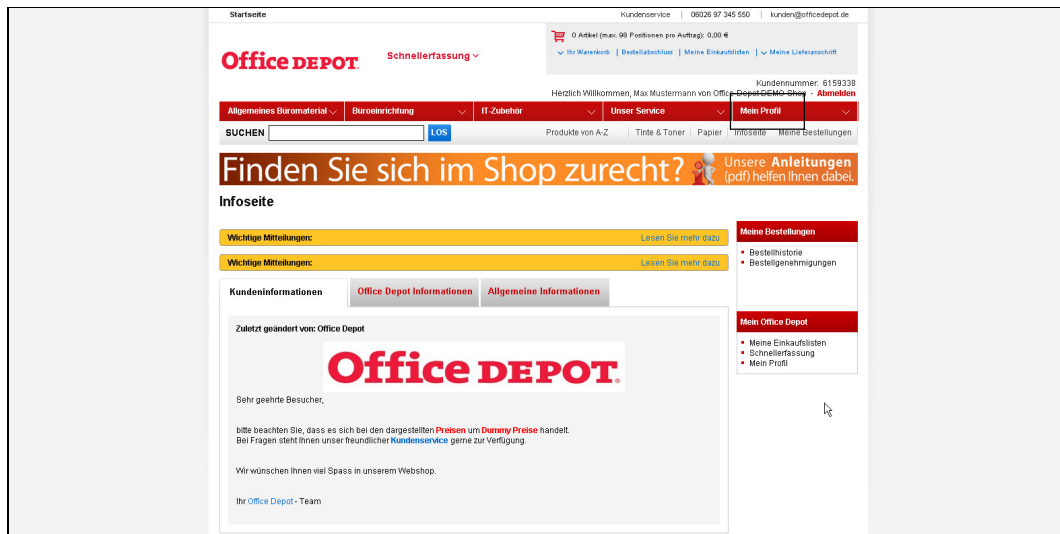 Startseite
Kundenservice | 06026 97 345 550 | kunden@officedepot.de
0 Artikel (max. 98 Positionen pro Auftrag): 0,00 €
Ihr Warenkorb | Bestellabschluss | Meine Einkaufslisten | Meine Lieferanschrift
Office DEPOT. Schnellerfassung
Kundennummer: 6159338
Herzlich Willkommen, Max Mustermann von Office Depot DEMO-Shop - Abmelden
Allgemeines Büromaterial Büroeinrichtung IT-Zubehör Unser Service Mein Profil
SUCHEN LOS Produkte von A-Z | Tinte & Toner | Papier | Infoseite Meine Bestellungen
Finden Sie sich im Shop zurecht?
Unsere Anleitungen
(pdf) helfen Ihnen dabei.
Infoseite
Wichtige Mitteilungen: Lesen Sie mehr dazu
Wichtige Mitteilungen: Lesen Sie mehr dazu
Kundeninformationen Office Depot Informationen Allgemeine Informationen
Zuletzt geändert von: Office Depot
Office DEPOT.
Sehr geehrte Besucher,
bitte beachten Sie, dass es sich bei den dargestellten Preisen um Dummy Preise handelt.
Bei Fragen steht Ihnen unser freundlicher Kundenservice gerne zur Verfügung.
Wir wünschen Ihnen viel Spass in unserem Webshop.
Ihr Office Depot - Team
Meine Bestellungen
Bestellhistorie
Bestellgenehmigungen
Mein Office Depot
Meine Einkaufslisten
Schnellerfassung
Mein Profil